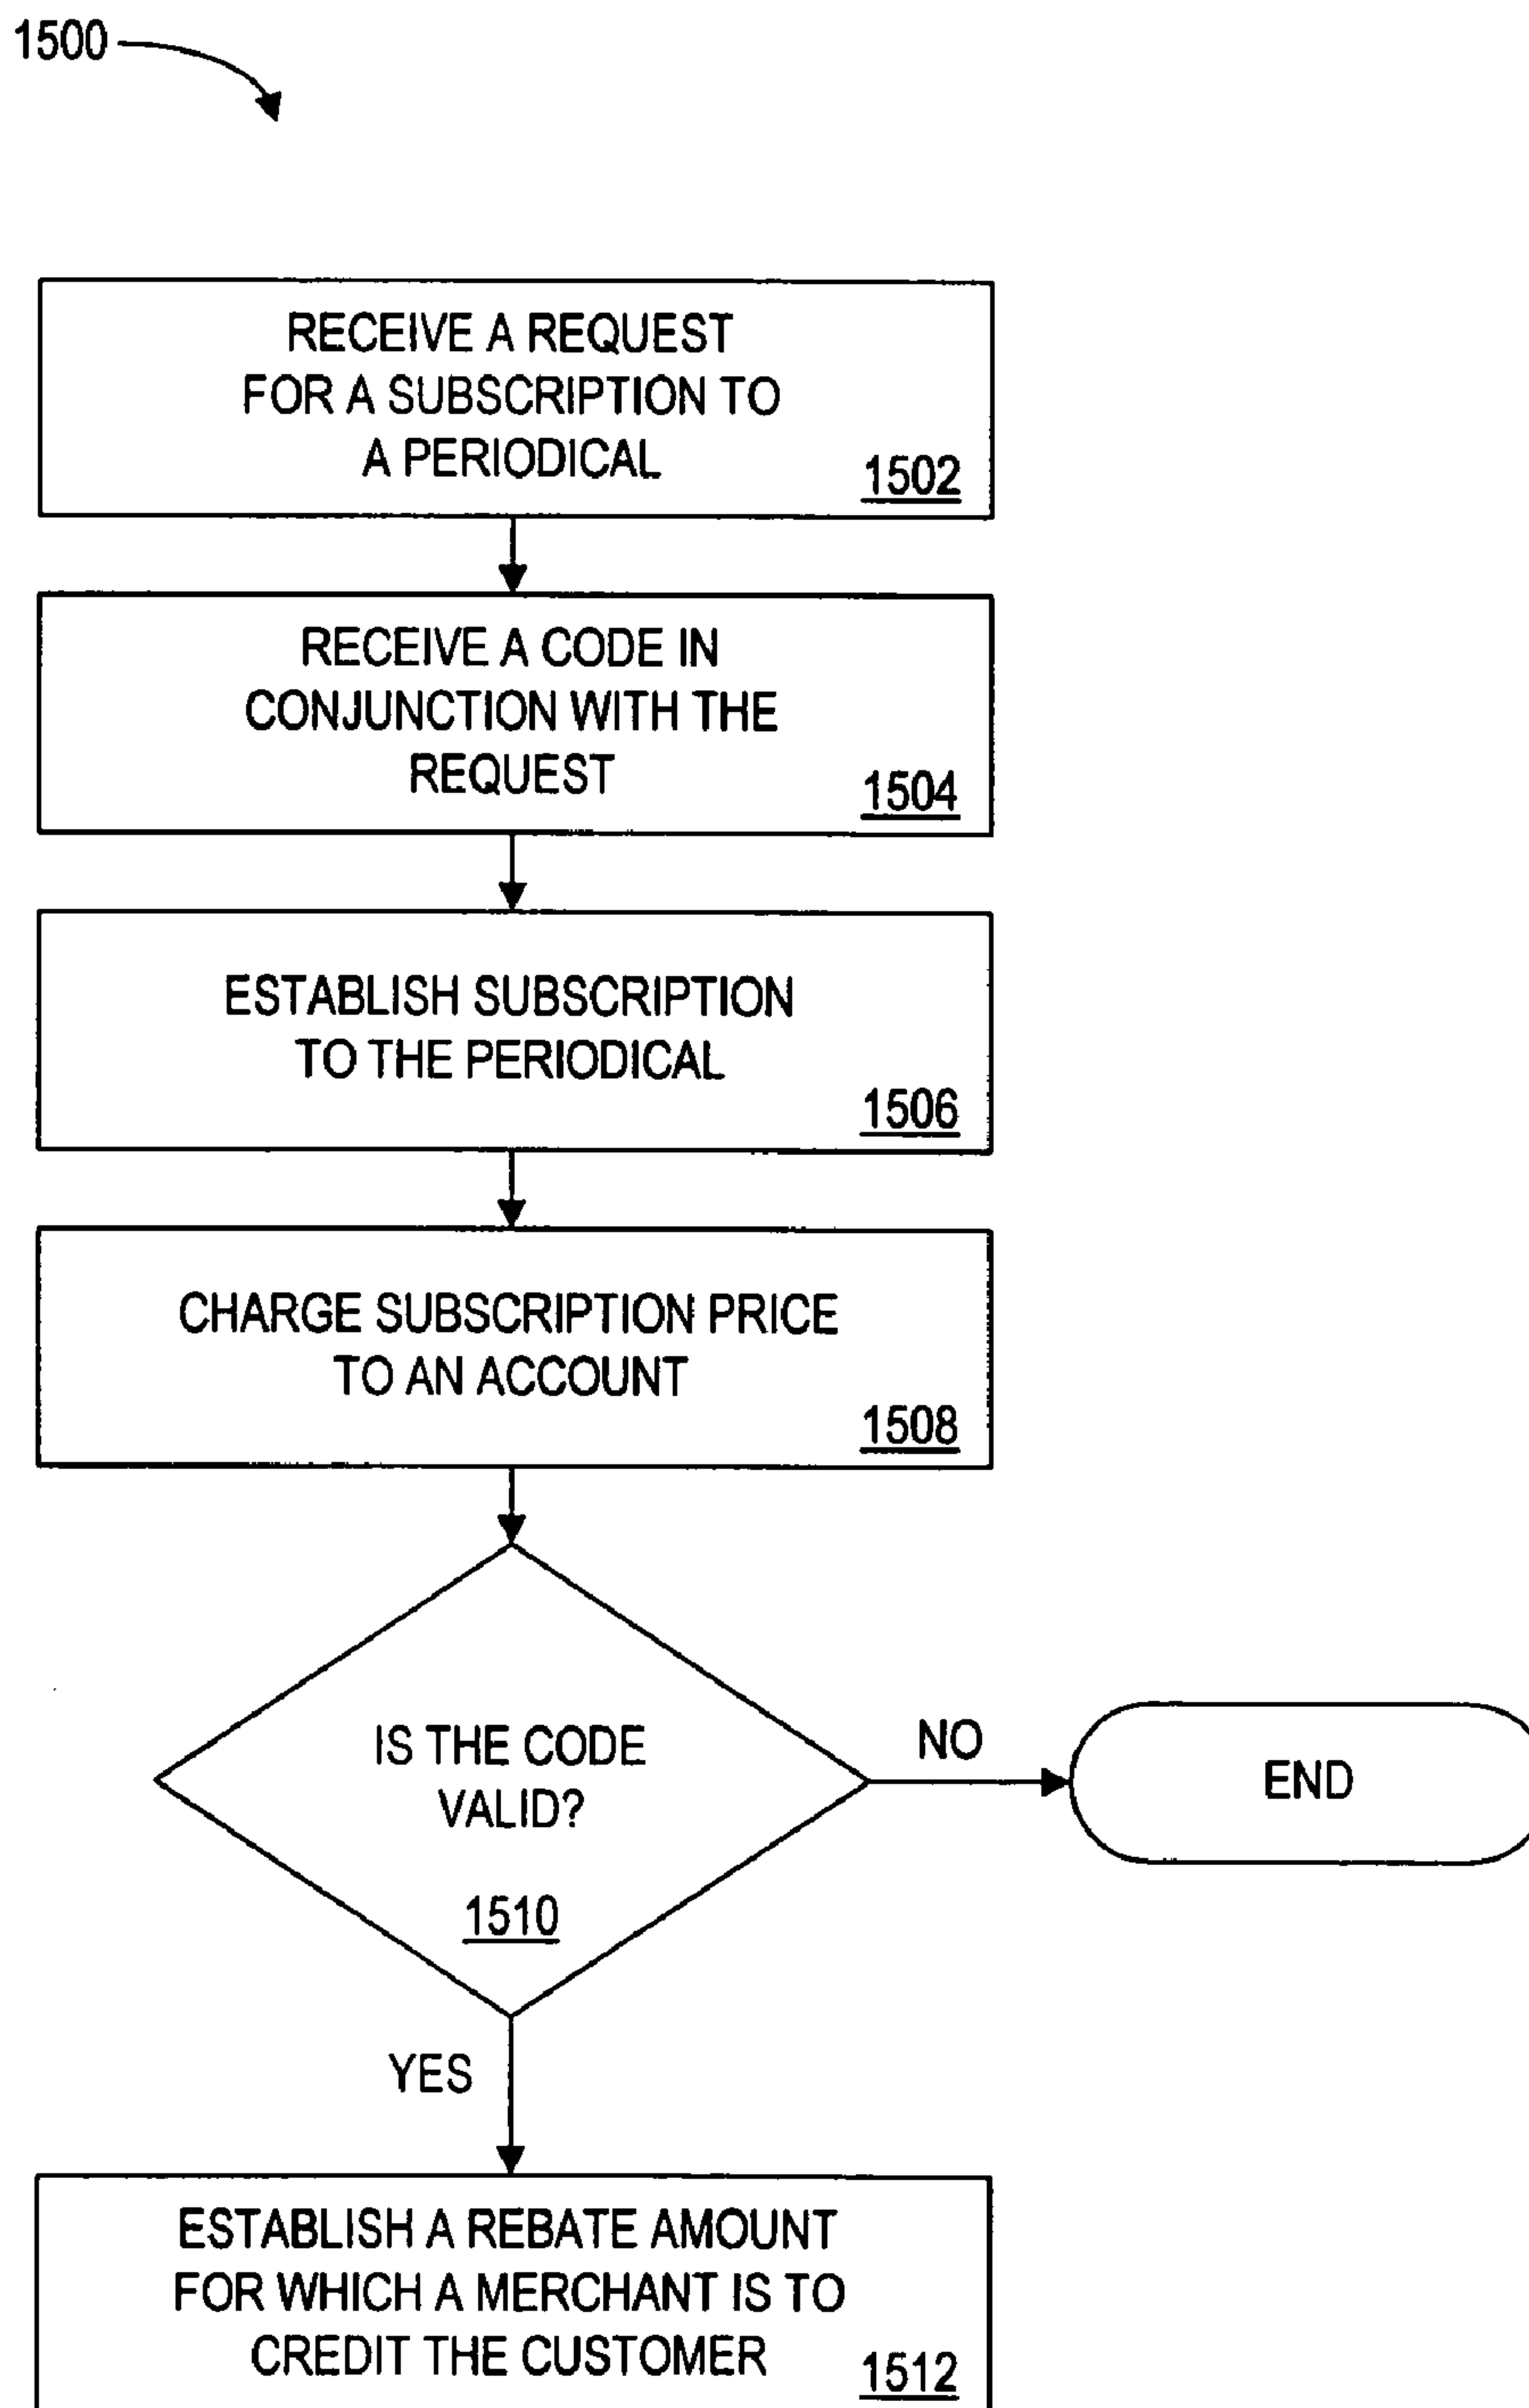 1500
RECEIVE A REQUEST
FOR A SUBSCRIPTION TO
A PERIODICAL
1502
RECEIVE A CODE IN
CONJUNCTION WITH THE
REQUEST
1504
ESTABLISH SUBSCRIPTION
TO THE PERIODICAL
1506
CHARGE SUBSCRIPTION PRICE
TO AN ACCOUNT
1508
IS THE CODE
VALID?
1510
NO
END
YES
ESTABLISH A REBATE AMOUNT
FOR WHICH A MERCHANT IS TO
CREDIT THE CUSTOMER
1512